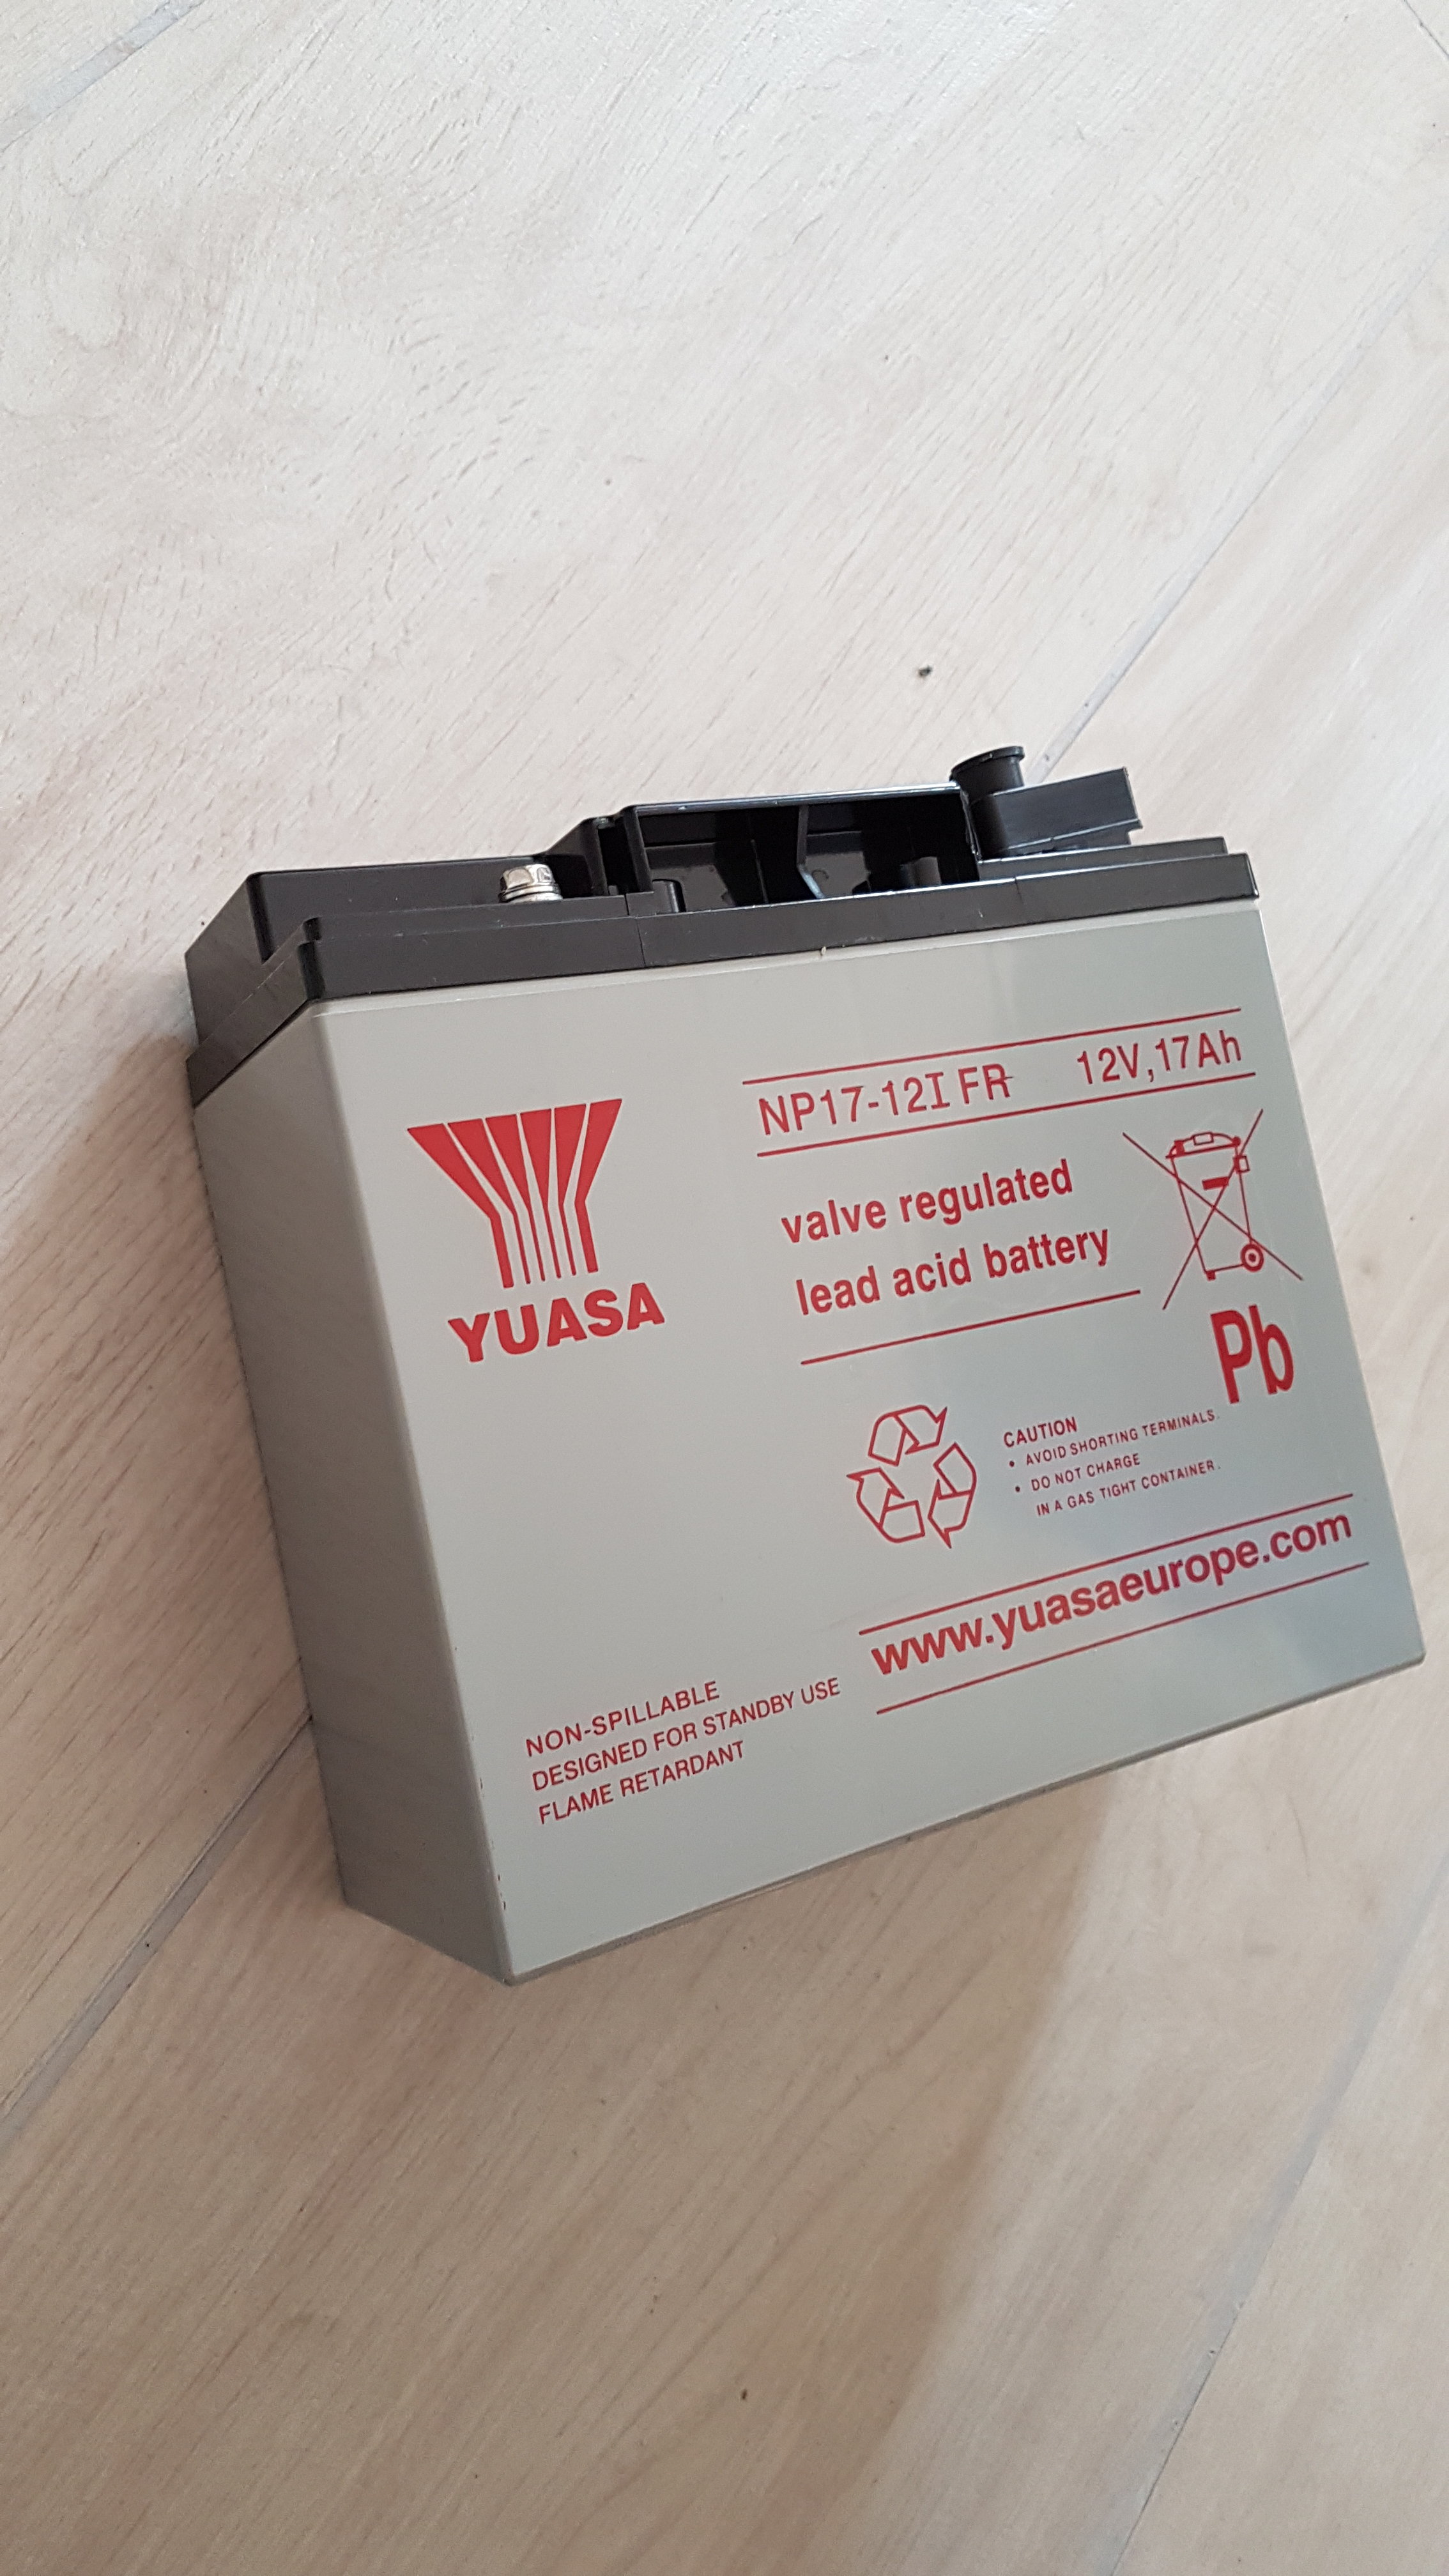 YUASA
NP17-12I FR 12V,17Ah
valve regulated
lead acid battery
Pb
CAUTION
• AVOID SHORTING TERMINALS.
• DO NOT CHARGE
IN A GAS TIGHT CONTAINER.
www.yuasaeurope.com
NON-SPILLABLE
DESIGNED FOR STANDBY USE
FLAME RETARDANT